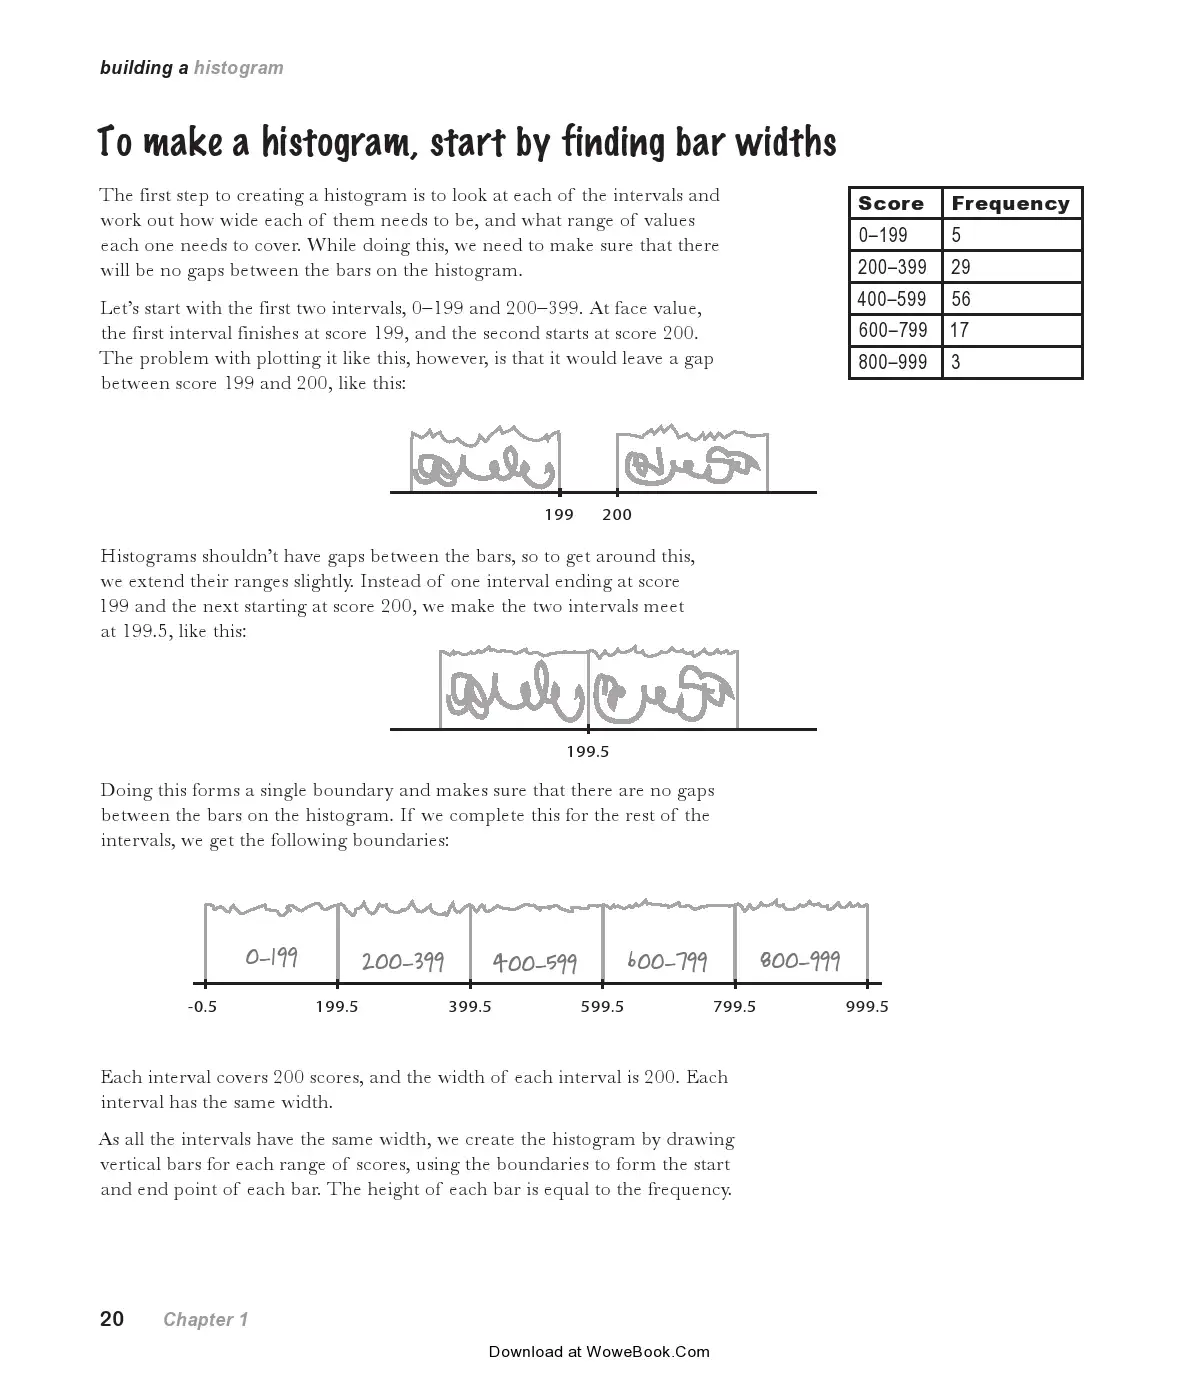 building a histogram
To make a histogram, start by finding bar widths
The first step to creating a histogram is to look at each of the intervals and
work out how wide each of them needs to be, and what range of values
each one needs to cover. While doing this, we need to make sure that there
will be no gaps between the bars on the histogram.
Let’s start with the first two intervals, 0–199 and 200–399. At face value,
the first interval finishes at score 199, and the second starts at score 200.
The problem with plotting it like this, however, is that it would leave a gap
between score 199 and 200, like this:
Score Frequency
0–199 5
200–399 29
400–599 56
600–799 17
800–999 3
199 200
Histograms shouldn’t have gaps between the bars, so to get around this,
we extend their ranges slightly. Instead of one interval ending at score
199 and the next starting at score 200, we make the two intervals meet
at 199.5, like this:
199.5
Doing this forms a single boundary and makes sure that there are no gaps
between the bars on the histogram. If we complete this for the rest of the
intervals, we get the following boundaries:
0-199 200-399 400-599 600-799 800-999
-0.5 199.5 399.5 599.5 799.5 999.5
Each interval covers 200 scores, and the width of each interval is 200. Each
interval has the same width.
As all the intervals have the same width, we create the histogram by drawing
vertical bars for each range of scores, using the boundaries to form the start
and end point of each bar. The height of each bar is equal to the frequency.
20 Chapter 1
Download at WoweBook.Com